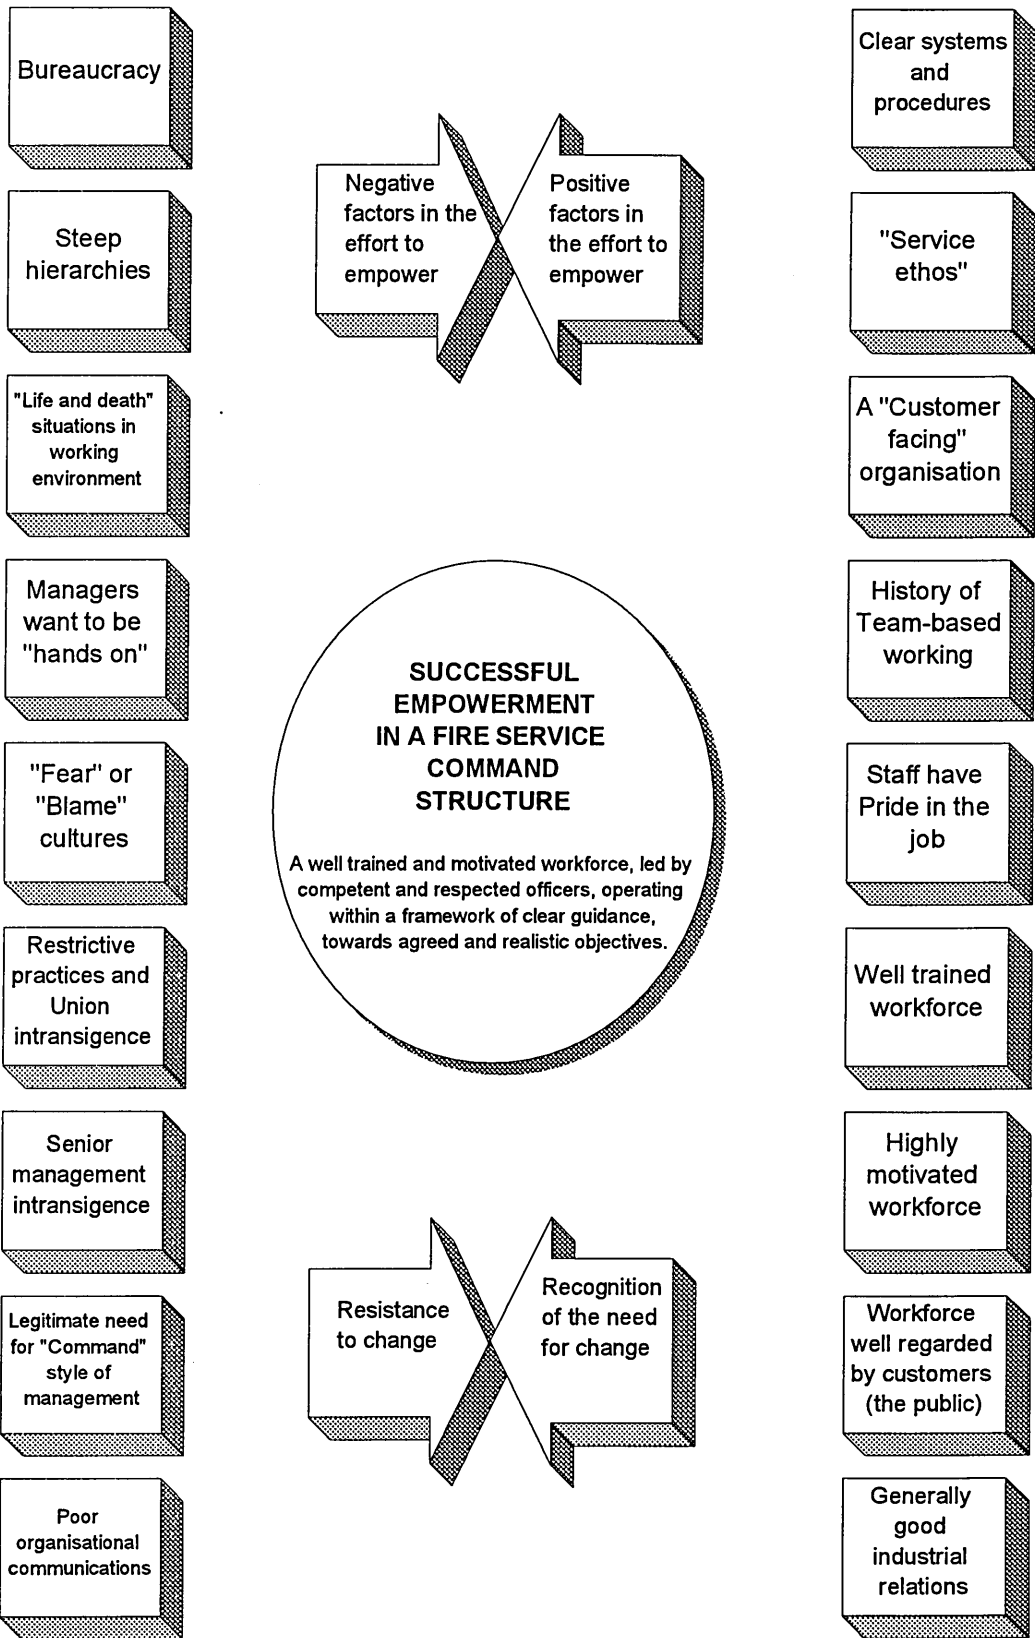 Bureaucracy
Steep
hierarchies
"Life and death"
situations in
working
environment
Managers
want to be
"hands on"
"Fear" or
"Blame"
cultures
Restrictive
practices and
Union
intransigence
Senior
management
intransigence
Legitimate need
for "Command"
style of
management
Poor
organisational
communications
Negative
factors in the
effort to
empower
Positive
factors in
the effort to
empower
SUCCESSFUL
EMPOWERMENT
IN A FIRE SERVICE
COMMAND
STRUCTURE
A well trained and motivated workforce, led by
competent and respected officers, operating
within a framework of clear guidance,
towards agreed and realistic objectives.
Resistance
to change
Recognition
of the need
for change
Clear systems
and
procedures
"Service
ethos"
A "Customer
facing"
organisation
History of
Team-based
working
Staff have
Pride in the
job
Well trained
workforce
Highly
motivated
workforce
Workforce
well regarded
by customers
(the public)
Generally
good
industrial
relations